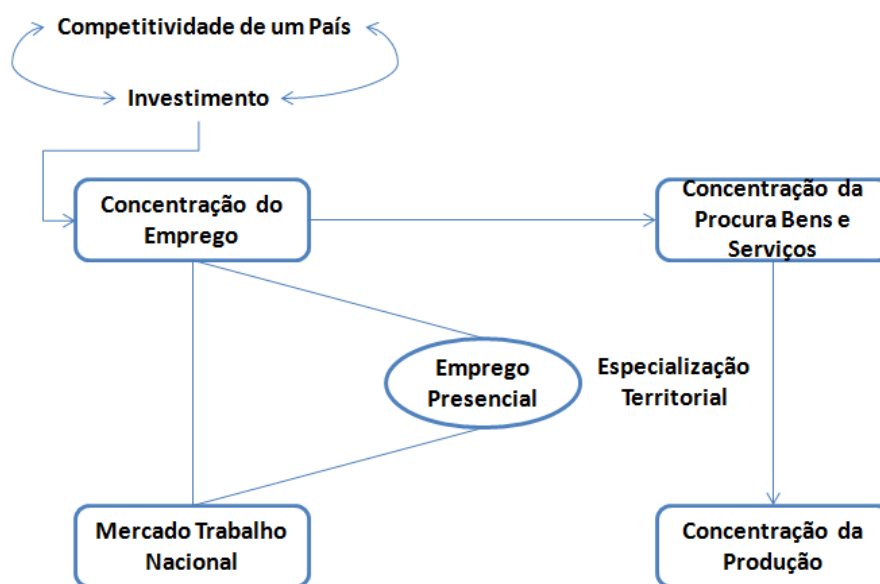 Competitividade de um País
Investimento
Concentração do
Emprego
Concentração da
Procura Bens e
Serviços
Emprego
Presencial
Especialização
Territorial
Mercado Trabalho
Nacional
Concentração da
Produção